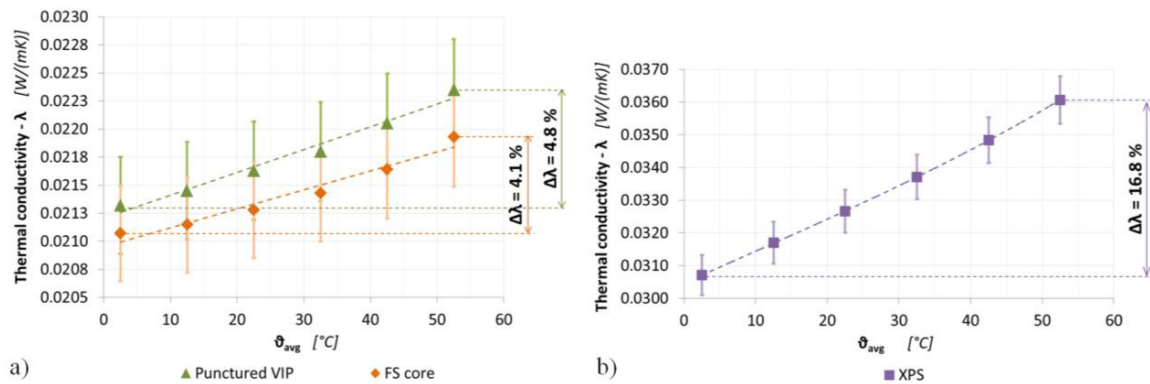 Thermal conductivity - λ [W/(mK)]
0.0230
0.0228
0.0225
0.0223
0.0220
0.0218
0.0215
0.0213
0.0210
0.0208
0.0205
0 10 20 30 40 50 60
Δλ = 4.1 %
Δλ = 4.8 %
ϑavg [°C]
a)
Punctured VIP FS core
Thermal conductivity - λ [W/(mK)]
0.0370
0.0360
0.0350
0.0340
0.0330
0.0320
0.0310
0.0300
0 10 20 30 40 50 60
Δλ = 16.8 %
ϑavg [°C]
b)
XPS